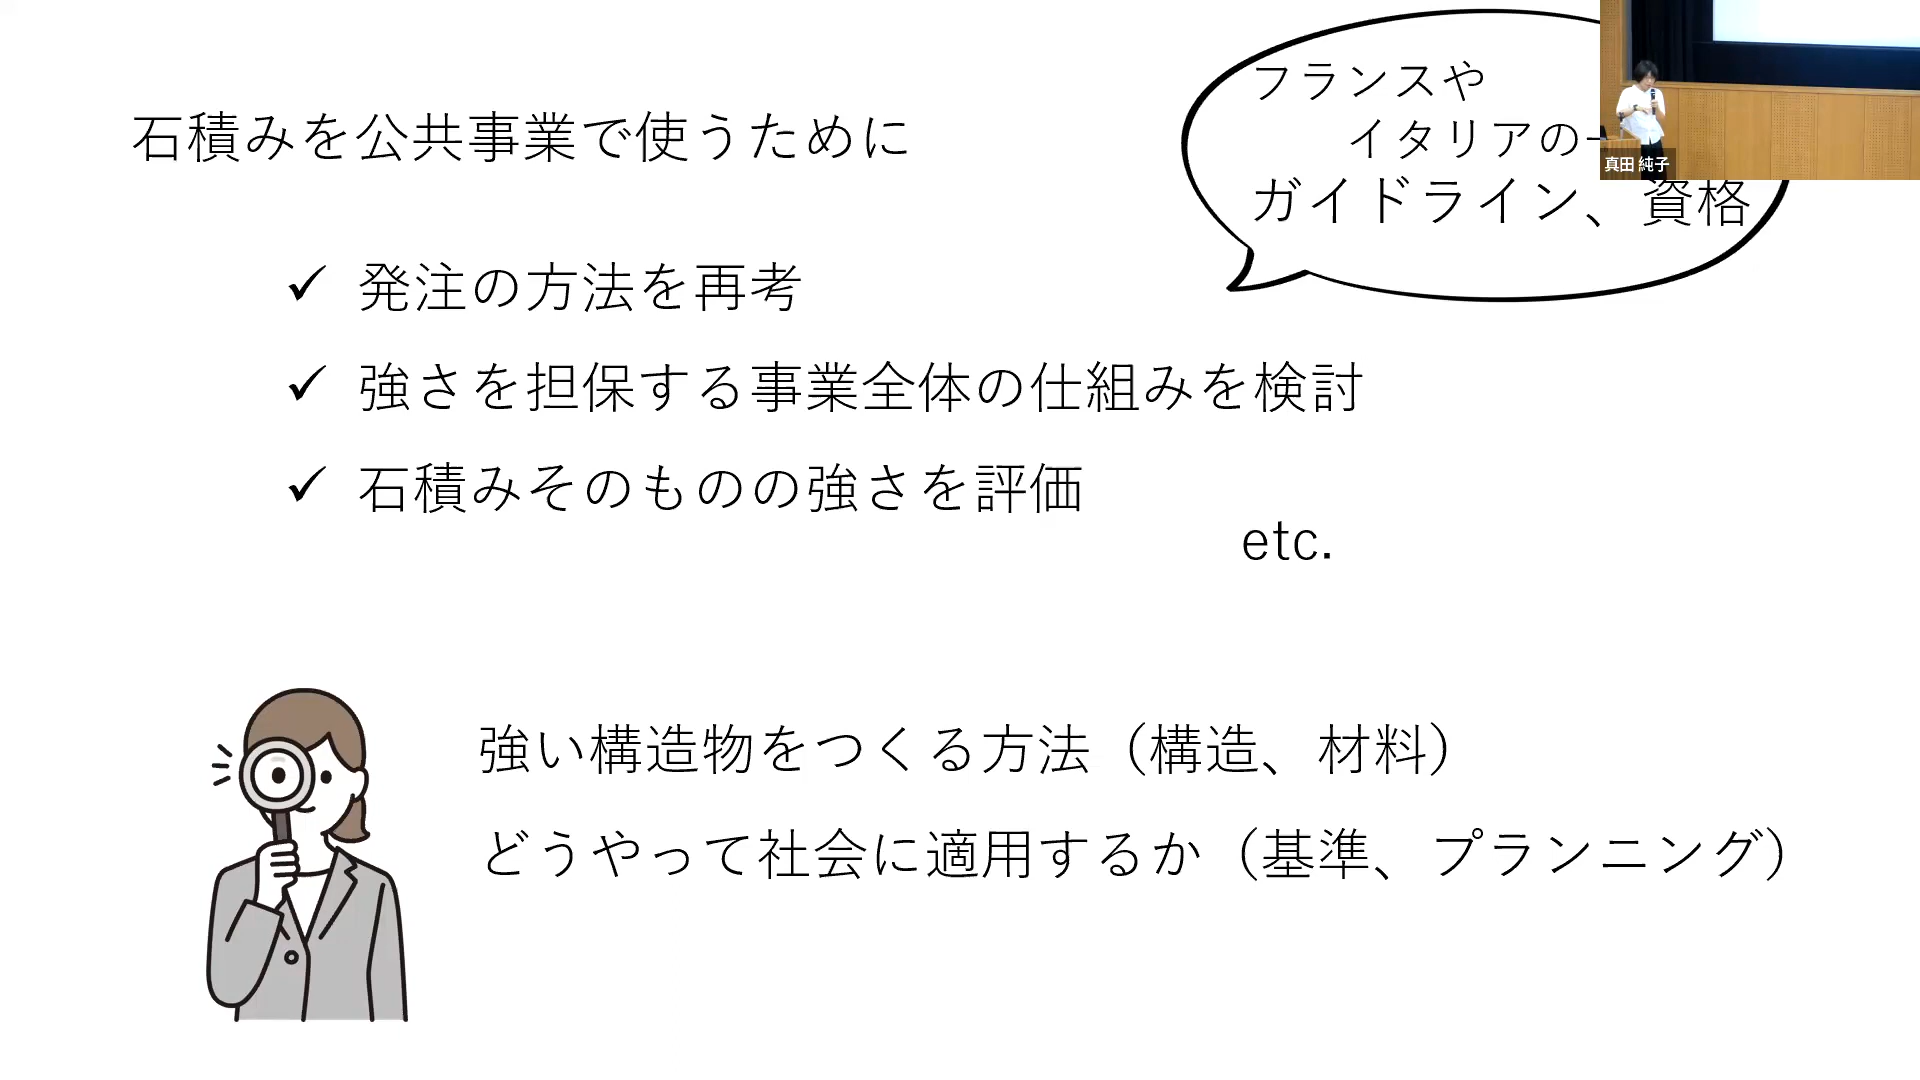 石積みを公共事業で使うために
フランスや
イタリアの
ガイドライン、資格
真田 純子
✓ 発注の方法を再考
✓ 強さを担保する事業全体の仕組みを検討
✓ 石積みそのものの強さを評価
etc.
強い構造物をつくる方法（構造、材料）
どうやって社会に適用するか（基準、プランニング）